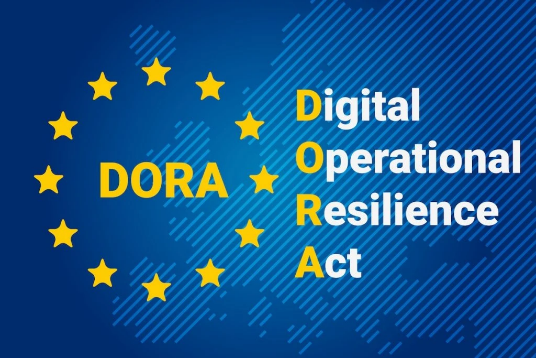 DORA
Digital
Operational
Resilience
Act